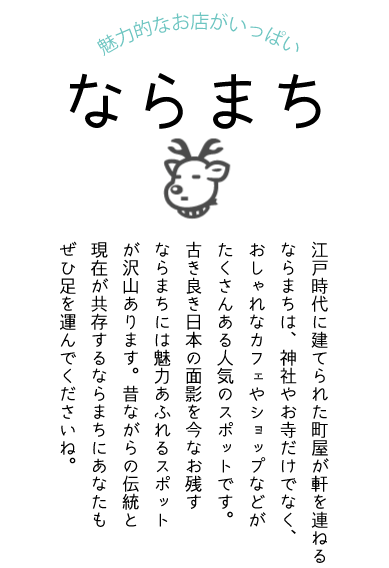 魅力的なお店がいっぱい
ならまち
江戸時代に建てられた町屋が軒を連ねる
ならまちは、神社やお寺だけでなく、
おしゃれなカフェやショップなどが
たくさんある人気のスポットです。
古き良き日本の面影を今なお残す
ならまちには魅力あふれるスポット
が沢山あります。昔ながらの伝統と
現在が共存するならまちにあなたも
ぜひ足を運んでくださいね。